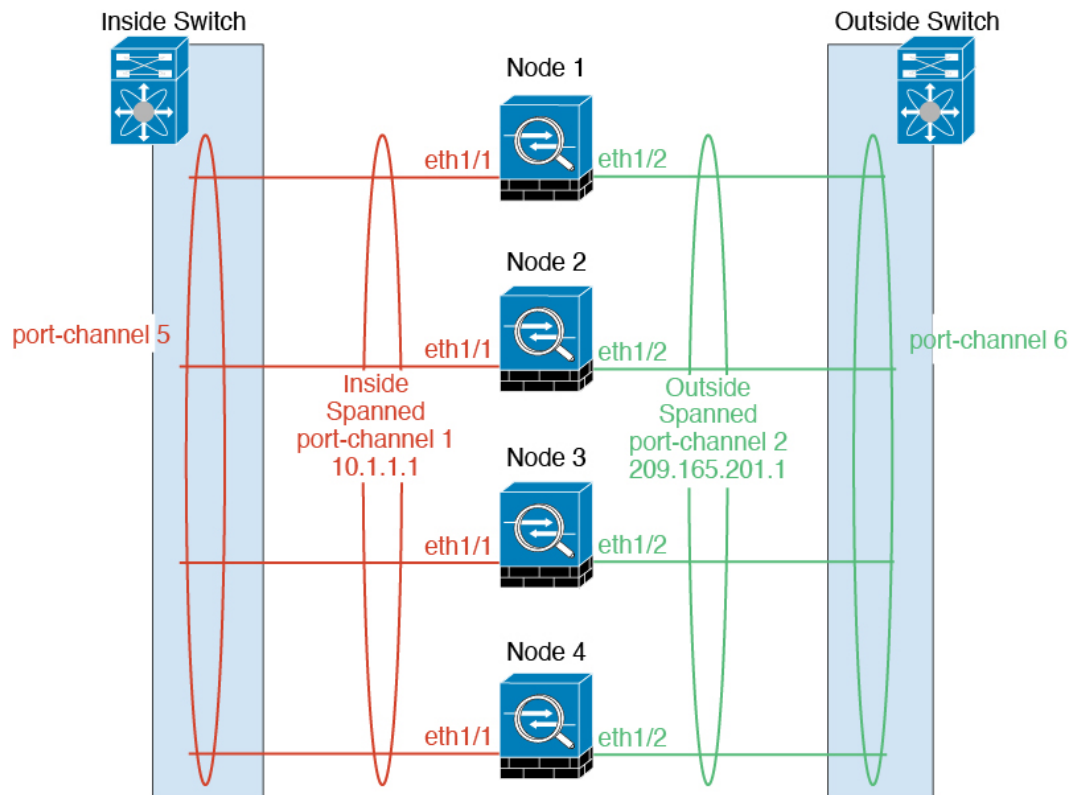 Inside Switch
Outside Switch
Node 1
eth1/1
eth1/2
Node 2
port-channel 5
eth1/1
eth1/2
port-channel 6
Inside
Spanned
port-channel 1
10.1.1.1
Outside
Spanned
port-channel 2
209.165.201.1
Node 3
eth1/1
eth1/2
Node 4
eth1/1
eth1/2